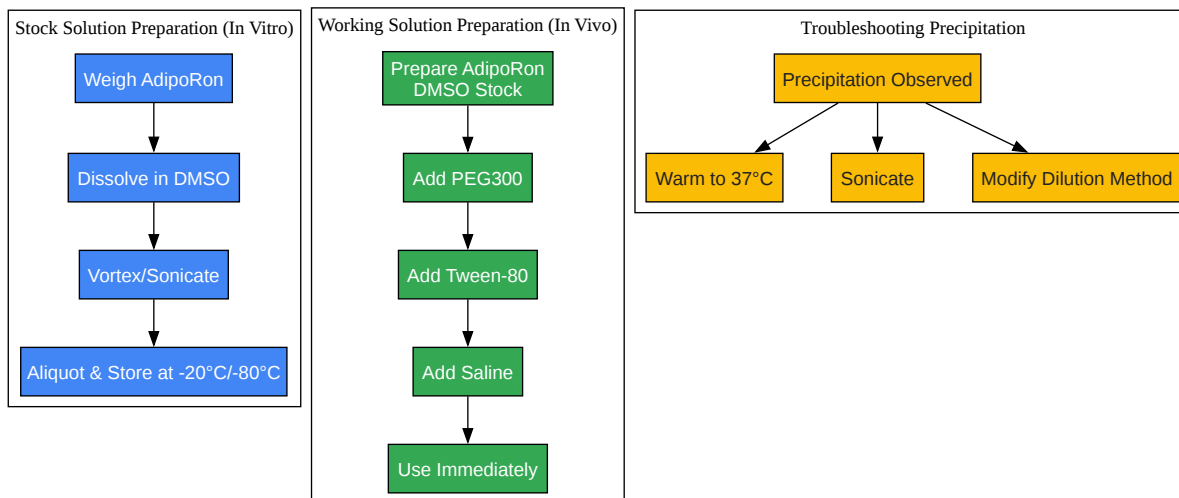 Stock Solution Preparation (In Vitro)
Weigh AdipoRon
Dissolve in DMSO
Vortex/Sonicate
Aliquot & Store at -20°C/-80°C
Working Solution Preparation (In Vivo)
Prepare AdipoRon
DMSO Stock
Add PEG300
Add Tween-80
Add Saline
Use Immediately
Troubleshooting Precipitation
Precipitation Observed
Warm to 37°C
Sonicate
Modify Dilution Method